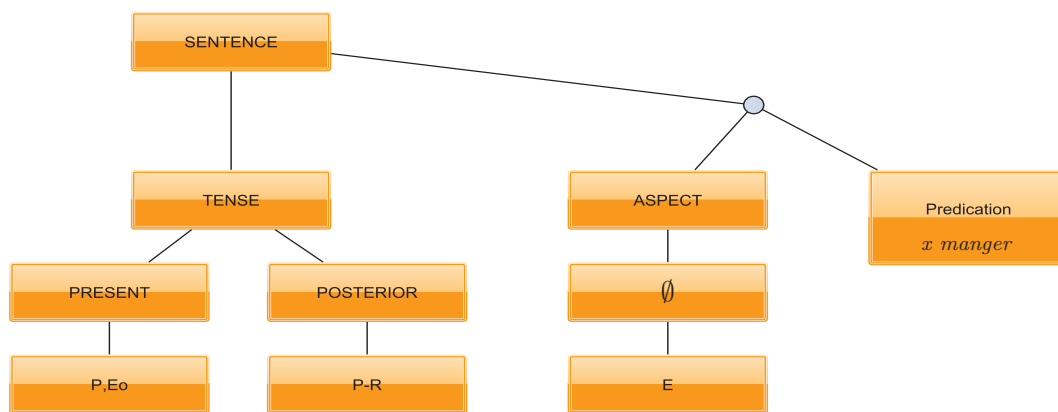 SENTENCE
TENSE
ASPECT
Predication
x manger
PRESENT
POSTERIOR
∅
P,Eo
P-R
E